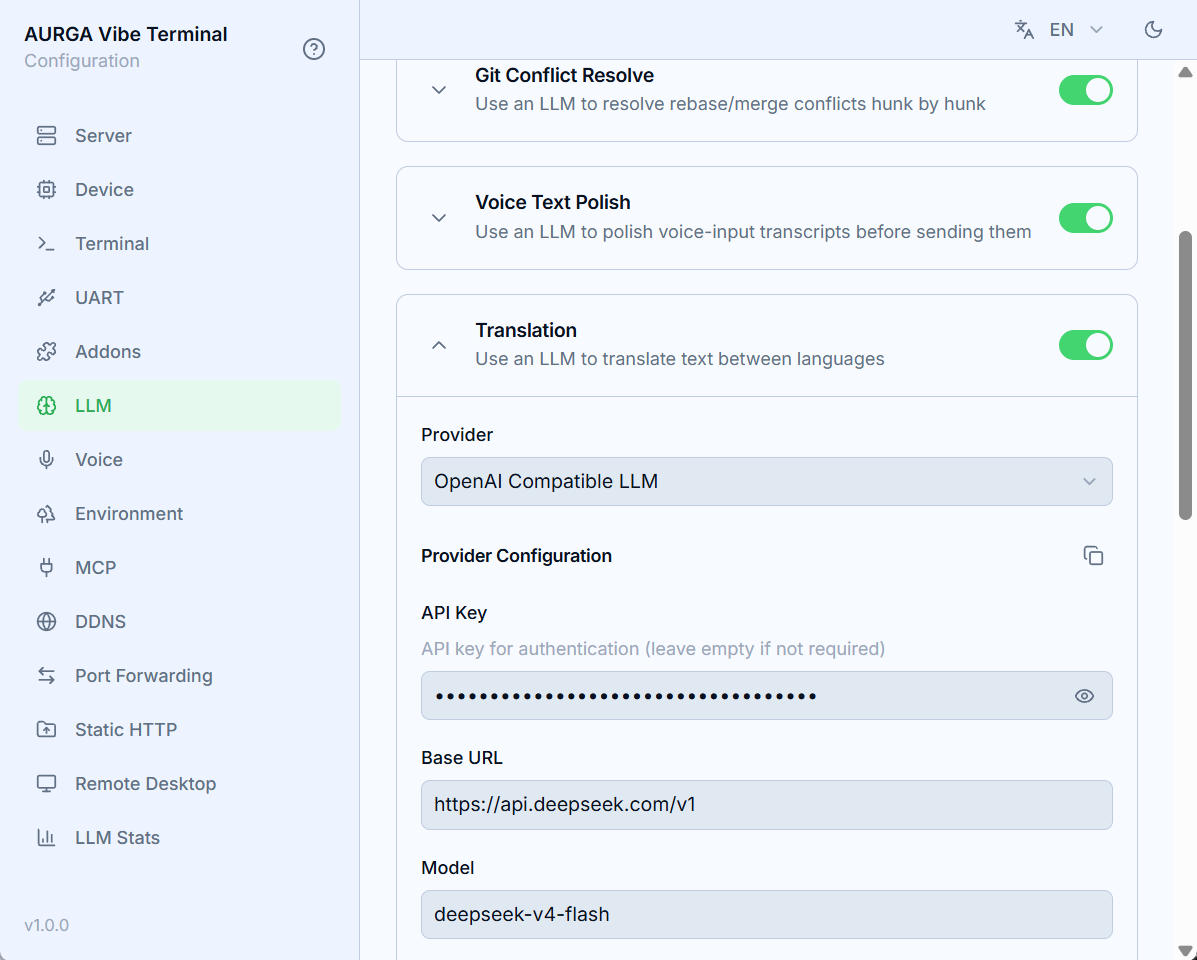 AURGA Vibe Terminal
Configuration
EN
Server
Device
Terminal
UART
Addons
LLM
Voice
Environment
MCP
DDNS
Port Forwarding
Static HTTP
Remote Desktop
LLM Stats
v1.0.0
Git Conflict Resolve
Use an LLM to resolve rebase/merge conflicts hunk by hunk
Voice Text Polish
Use an LLM to polish voice-input transcripts before sending them
Translation
Use an LLM to translate text between languages
Provider
OpenAI Compatible LLM
Provider Configuration
API Key
API key for authentication (leave empty if not required)
•••••••••••••••••••••••••••••••••••
Base URL
https://api.deepseek.com/v1
Model
deepseek-v4-flash